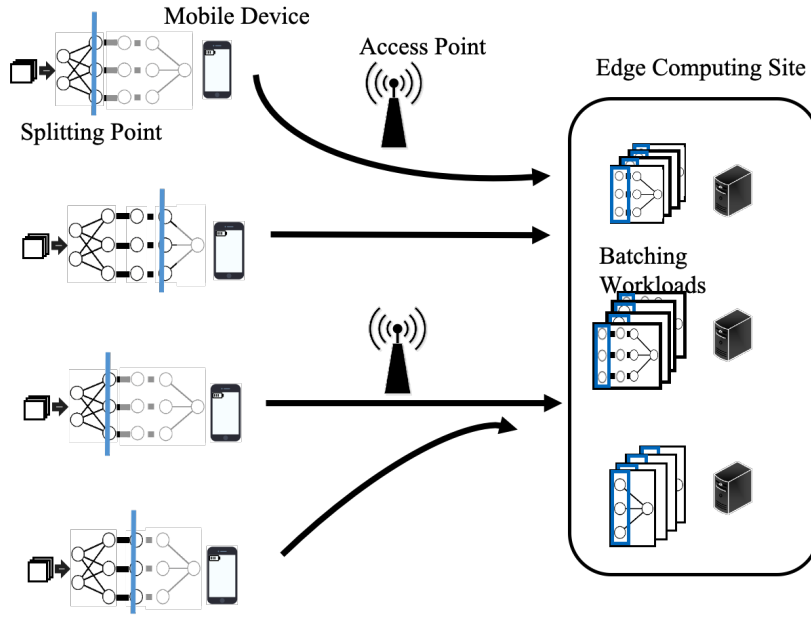 Mobile Device
Access Point
Edge Computing Site
Splitting Point
Batching
Workloads